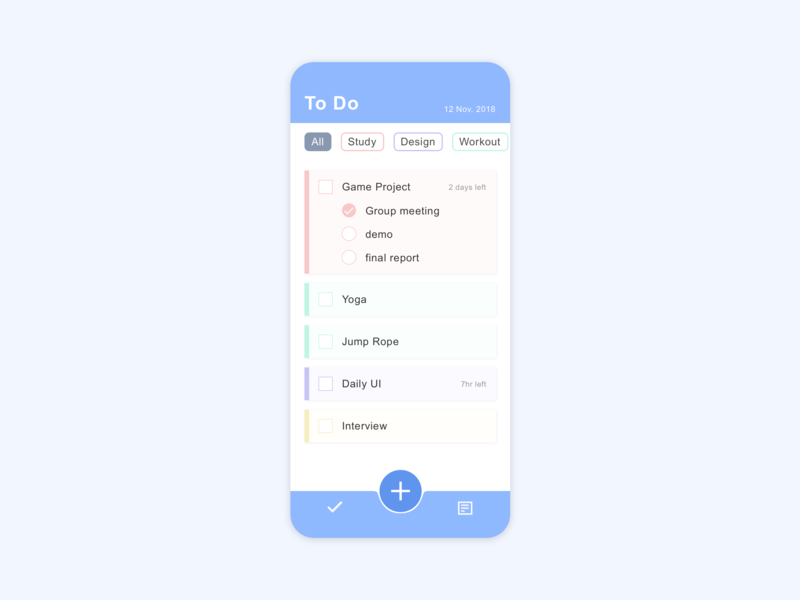 To Do
12 Nov. 2018
All Study Design Workout
Game Project 2 days left
Group meeting
demo
final report
Yoga
Jump Rope
Daily UI 7hr left
Interview